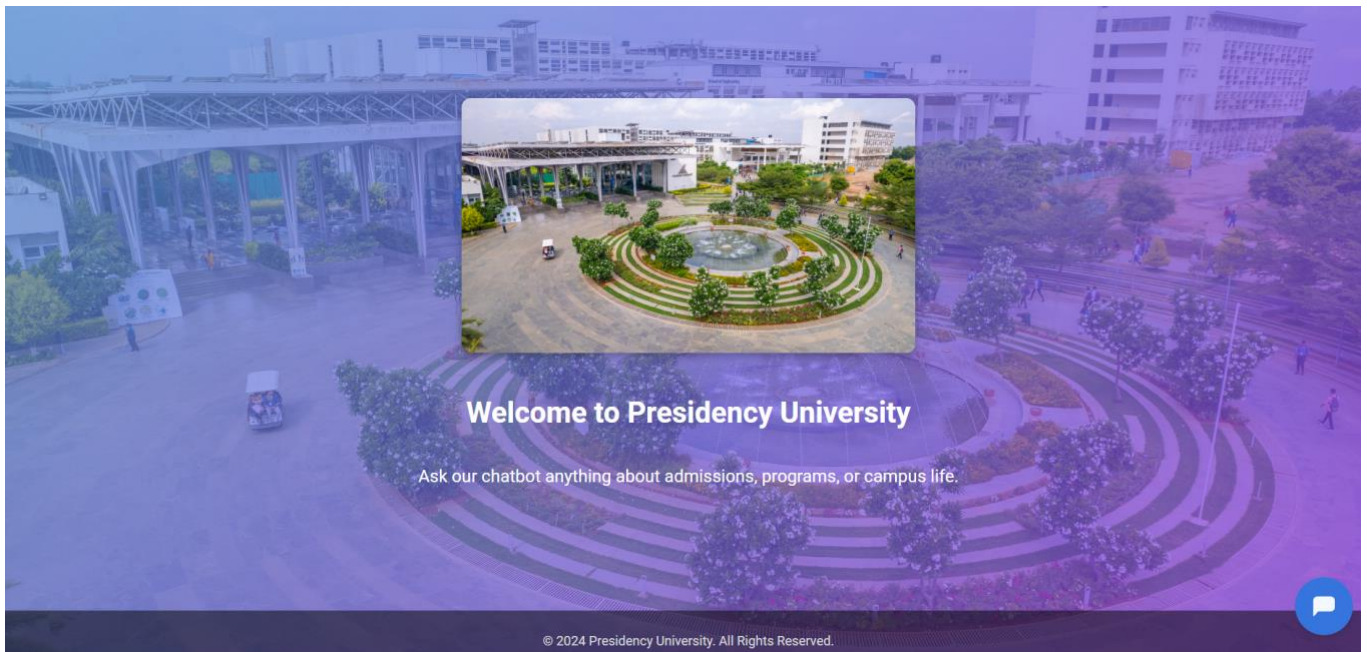 Welcome to Presidency University
Ask our chatbot anything about admissions, programs, or campus life.
© 2024 Presidency University. All Rights Reserved.